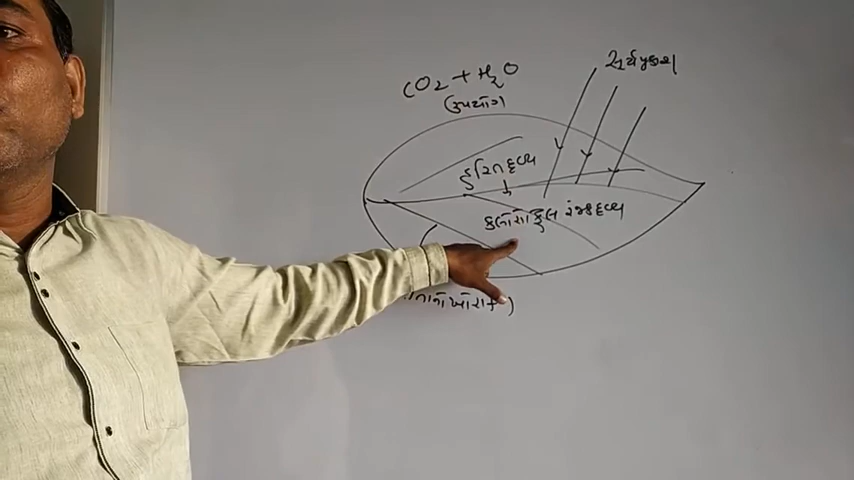 સૂર્યપ્રકાશ
CO₂ + H₂O
(ઉપયોગ)
હરિતદ્રવ્ય
ક્લોરોફિલ રંજકદ્રવ્ય
ખોરાક)